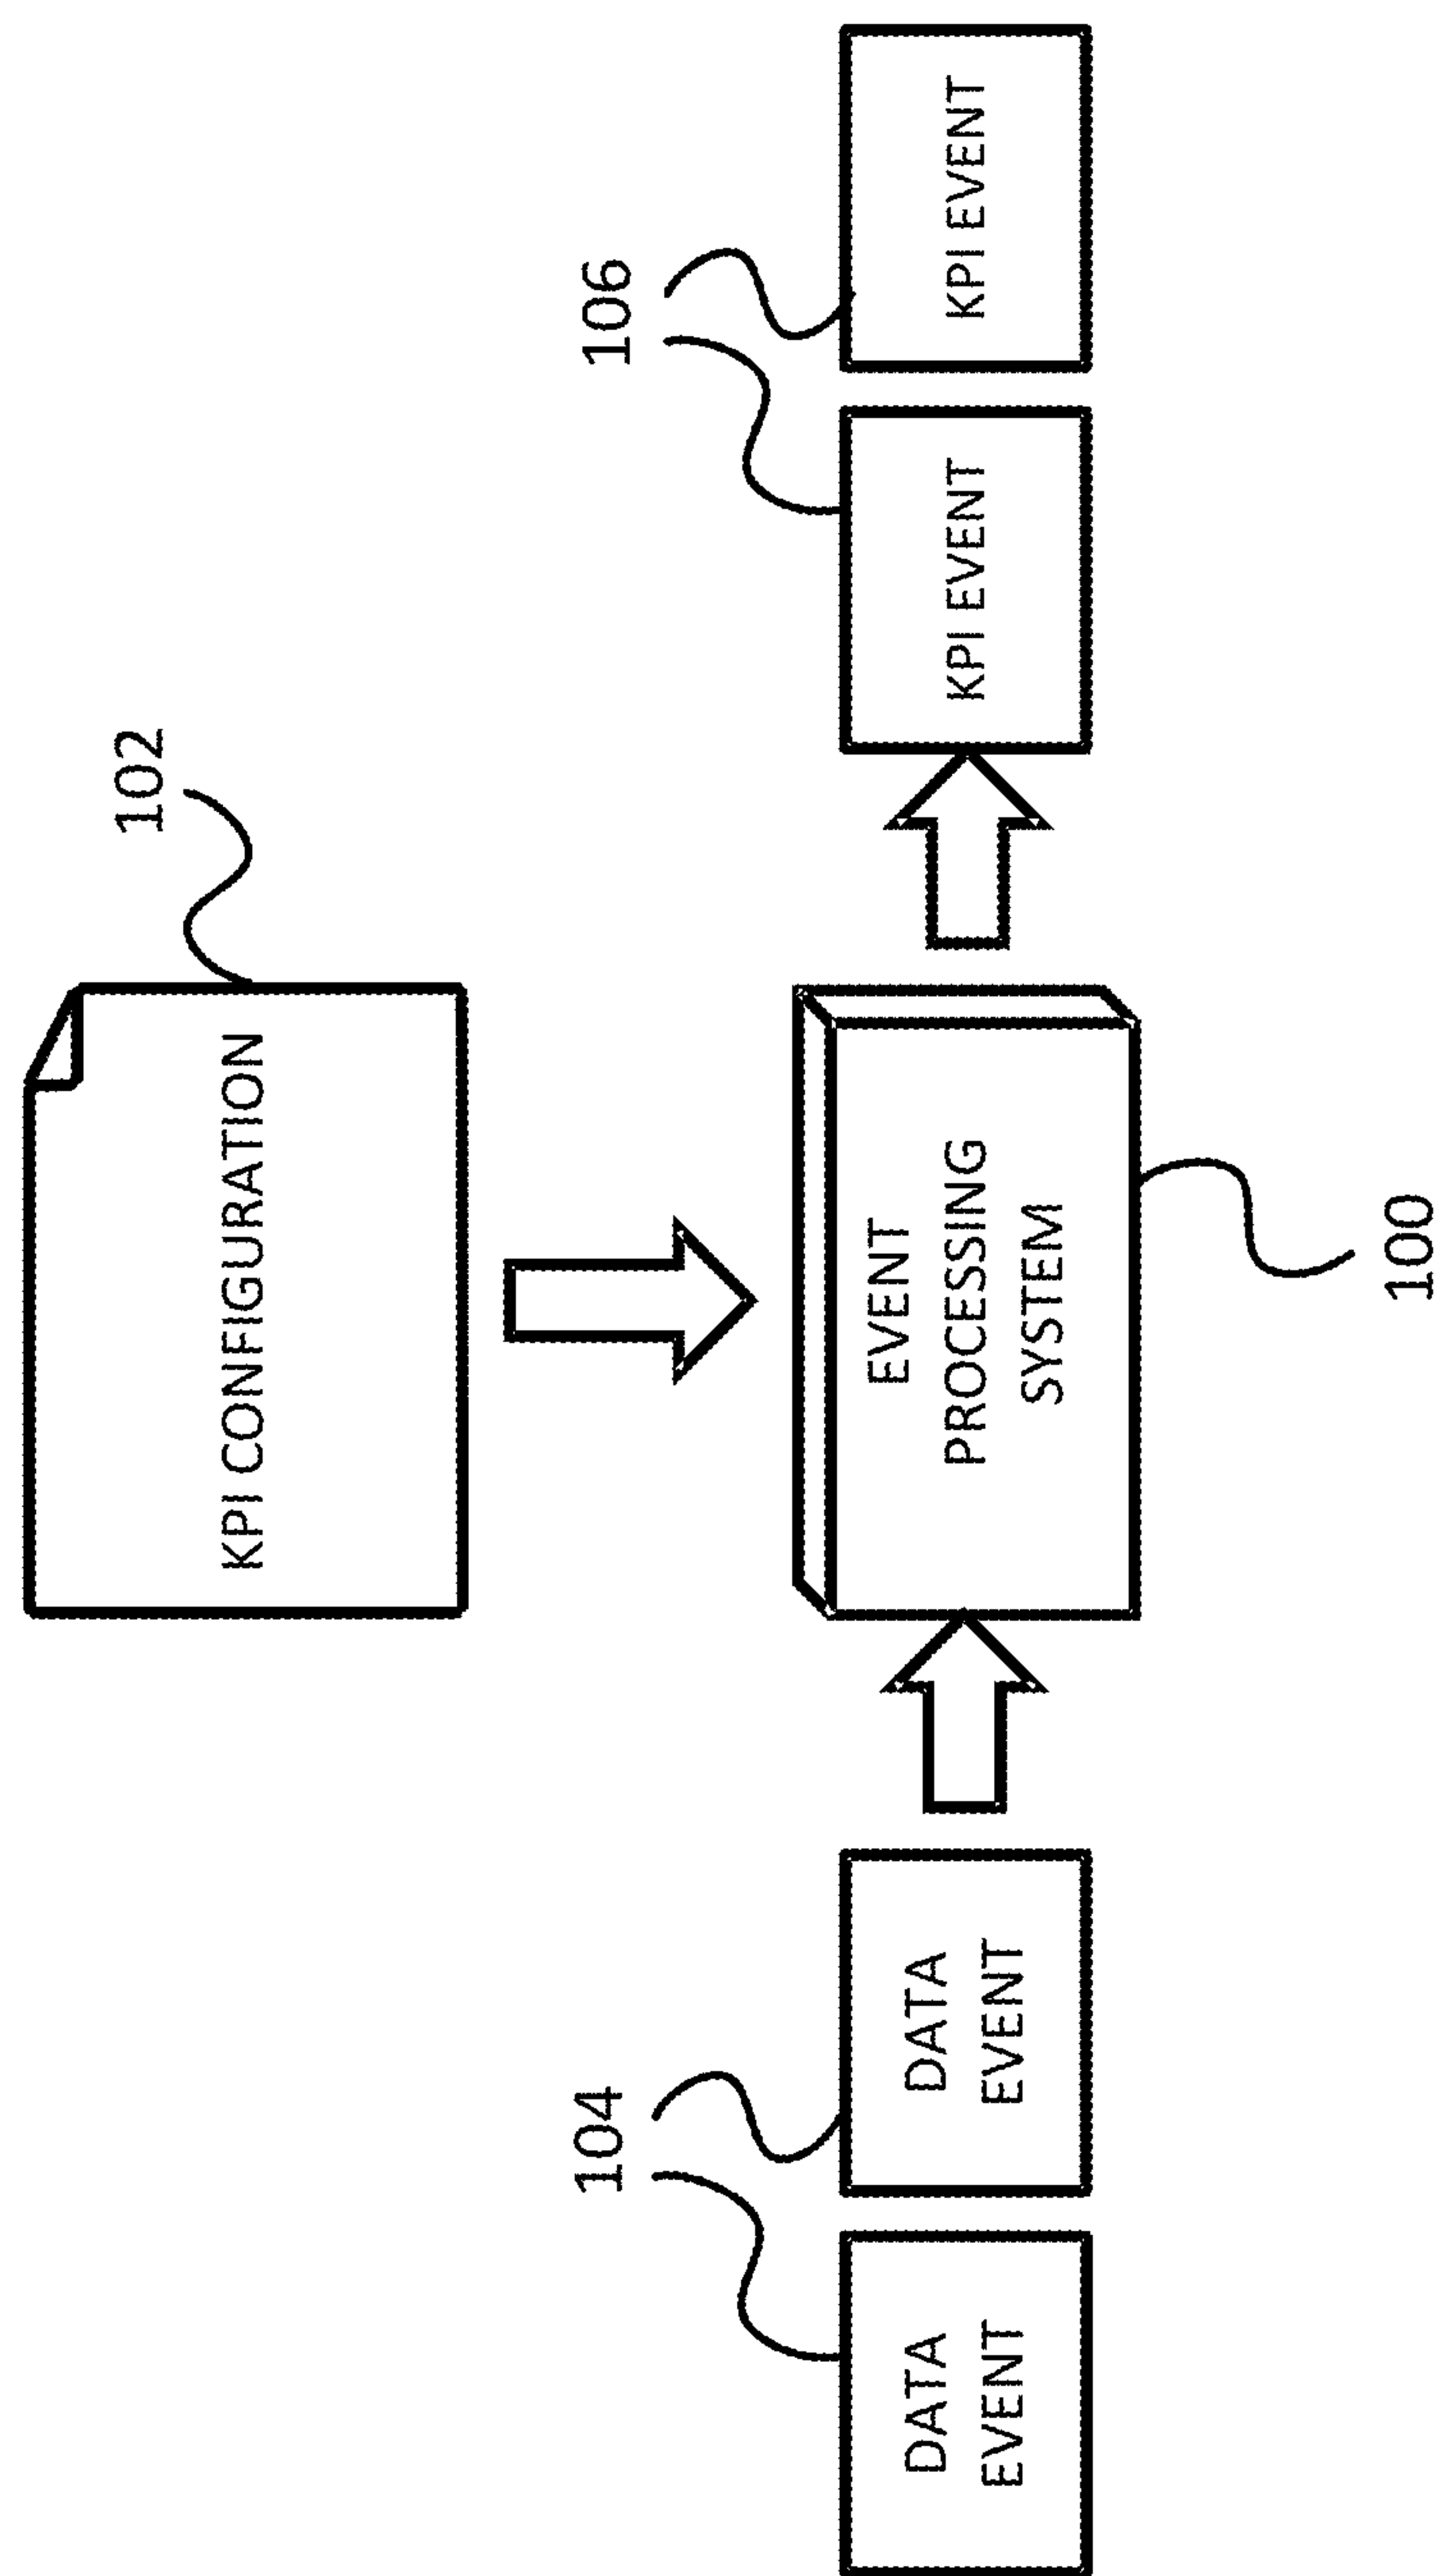 102
KPI CONFIGURATION
104
106
DATA
EVENT
DATA
EVENT
EVENT
PROCESSING
SYSTEM
KPI EVENT
KPI EVENT
100